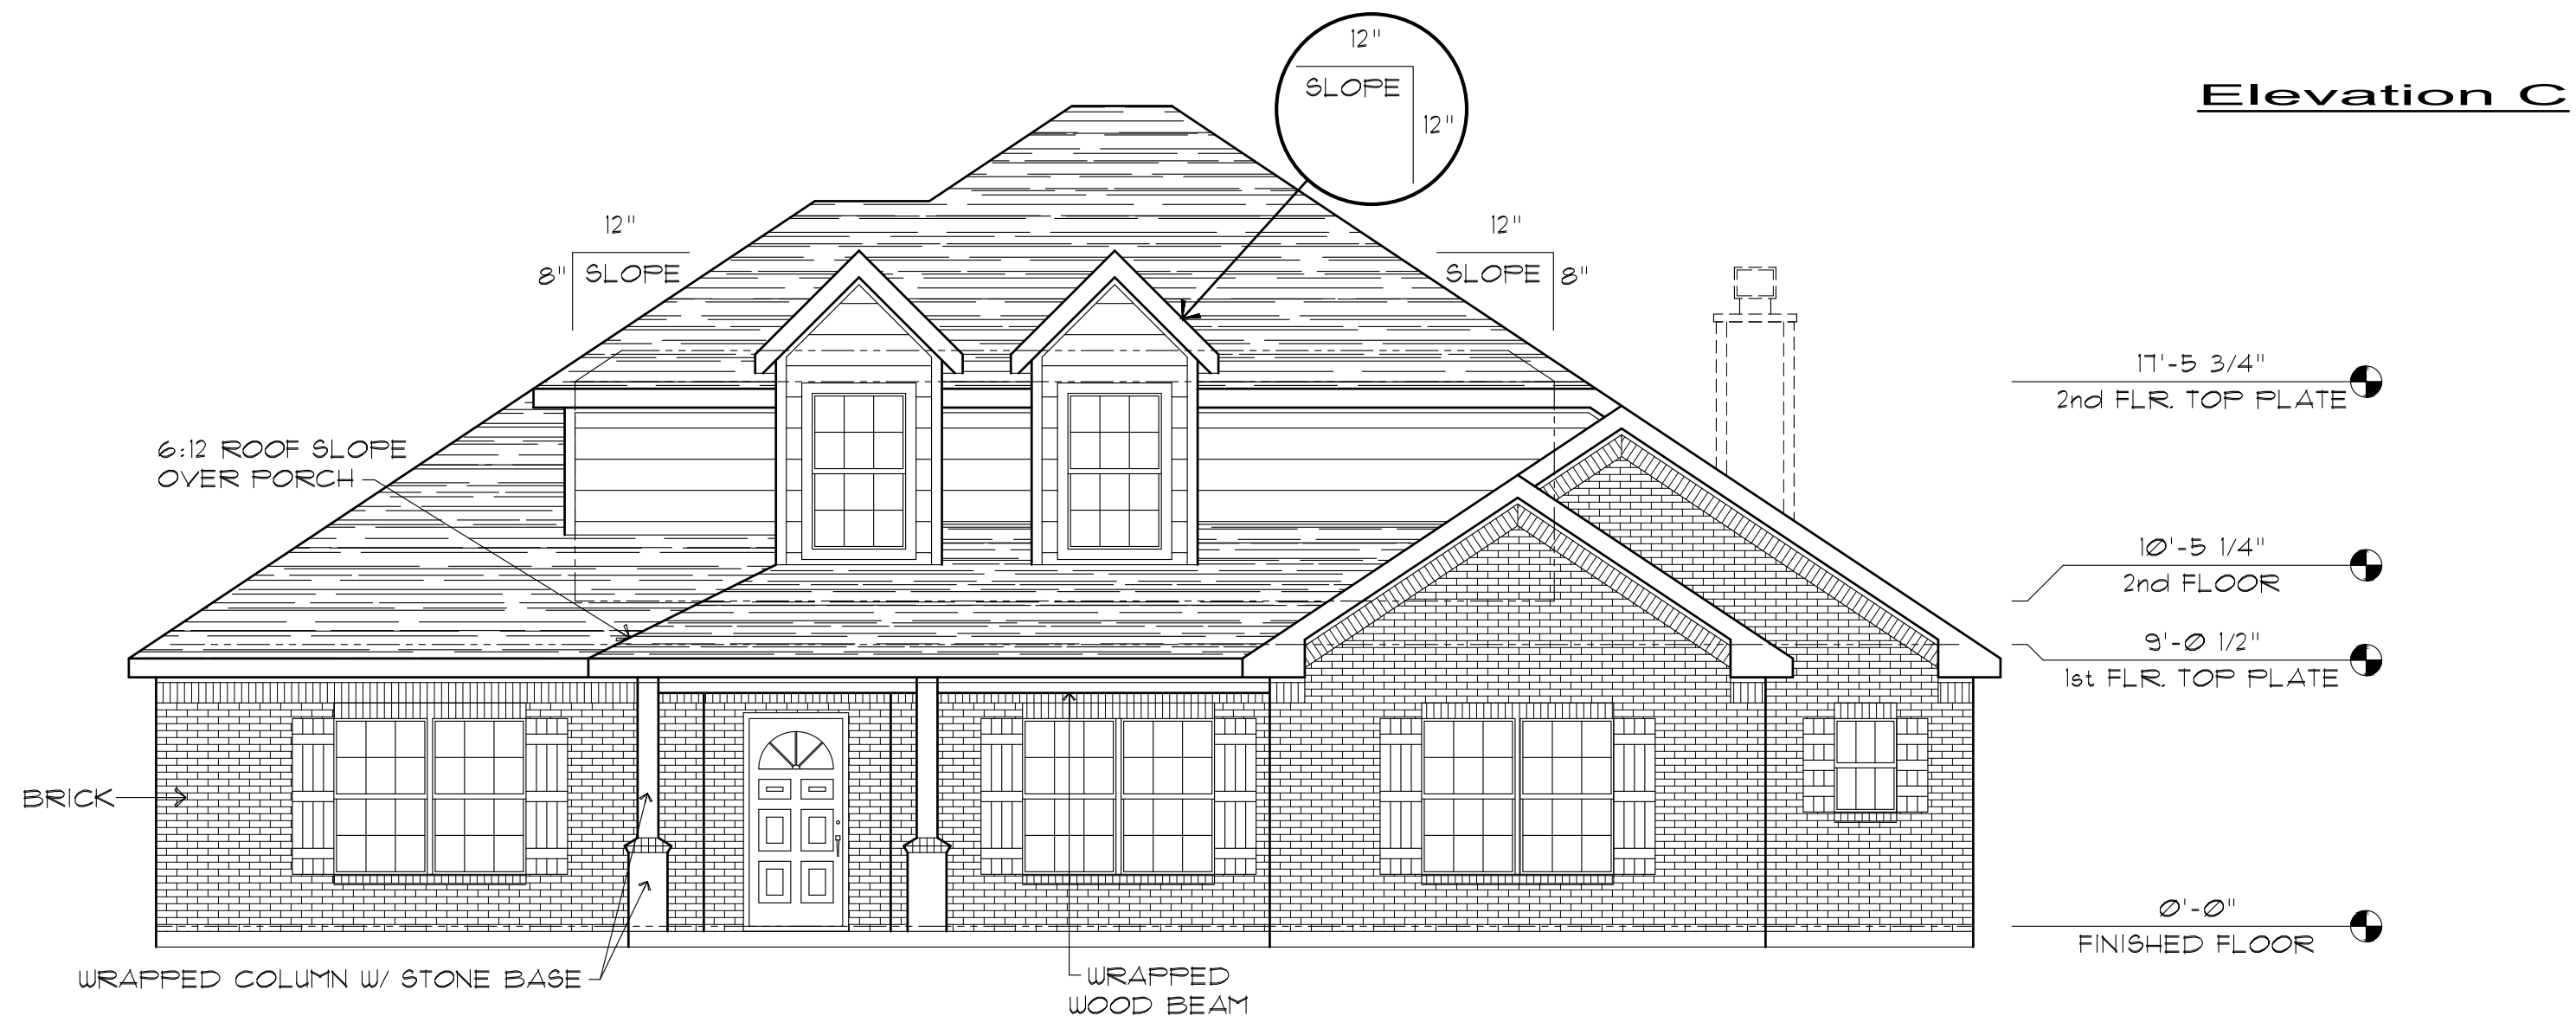 12"
SLOPE
12"
Elevation C
12"
8" SLOPE
12"
SLOPE 8"
17'-5 3/4"
2nd FLR. TOP PLATE
6:12 ROOF SLOPE
OVER PORCH
10'-5 1/4"
2nd FLOOR
9'-0 1/2"
1st FLR. TOP PLATE
BRICK
0'-0"
FINISHED FLOOR
WRAPPED COLUMN W/ STONE BASE
WRAPPED
WOOD BEAM